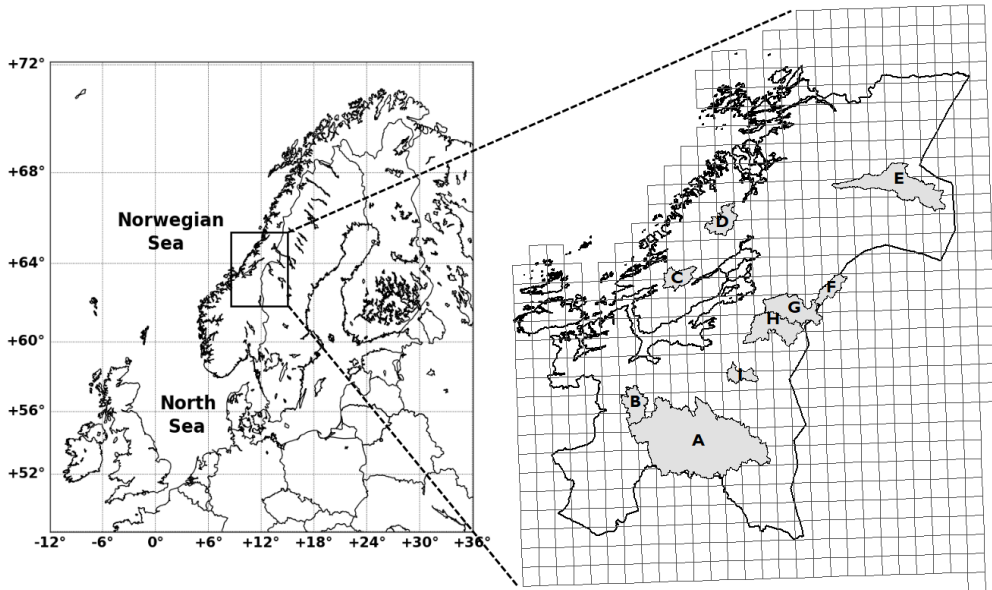 +72°
+68°
Norwegian
Sea
+64°
+60°
North
Sea
+56°
+52°
-12 -6° 0° +6° +12° +18° +24° +30° +36°
E
D
C
F
G
H
I
B
A